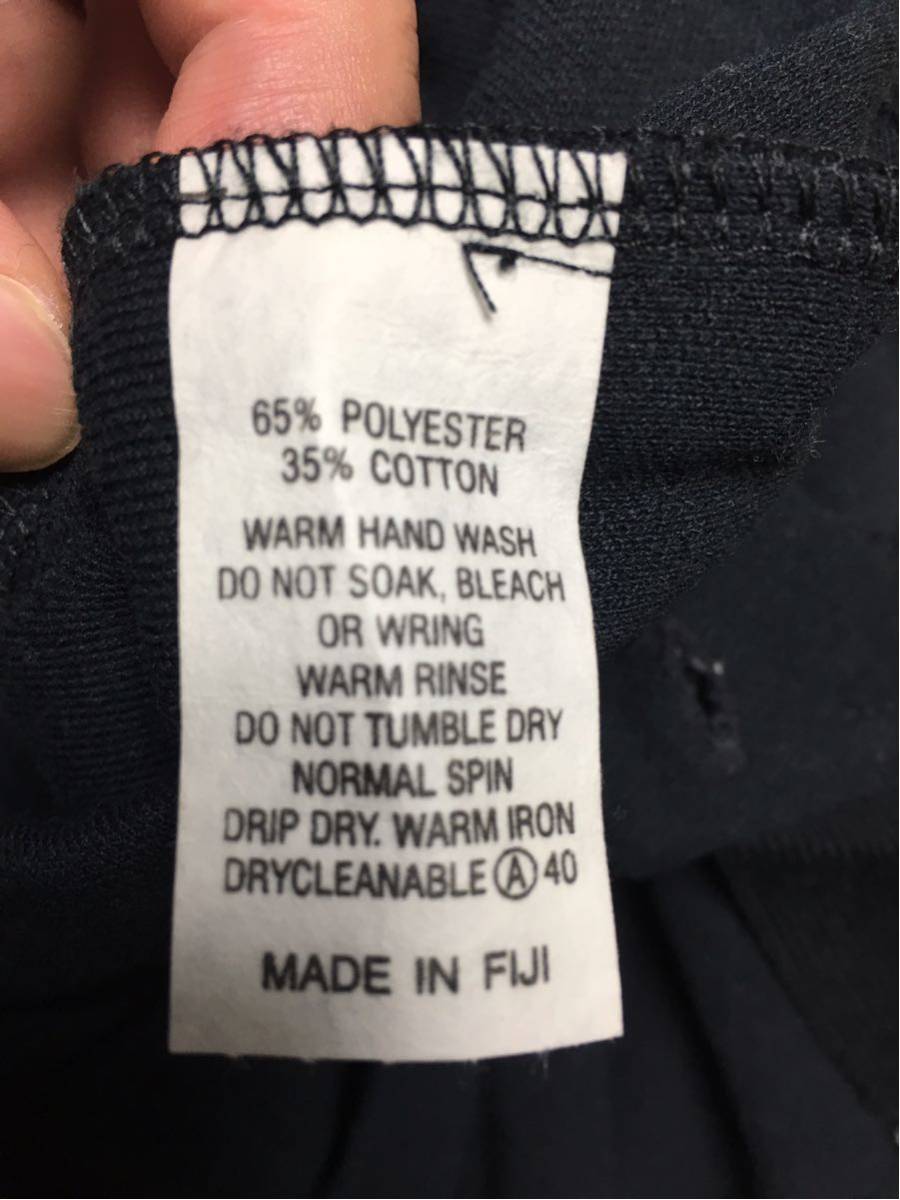 65% POLYESTER
35% COTTON
WARM HAND WASH
DO NOT SOAK, BLEACH
OR WRING
WARM RINSE
DO NOT TUMBLE DRY
NORMAL SPIN
DRIP DRY. WARM IRON
DRYCLEANABLE Ⓐ 40
MADE IN FIJI